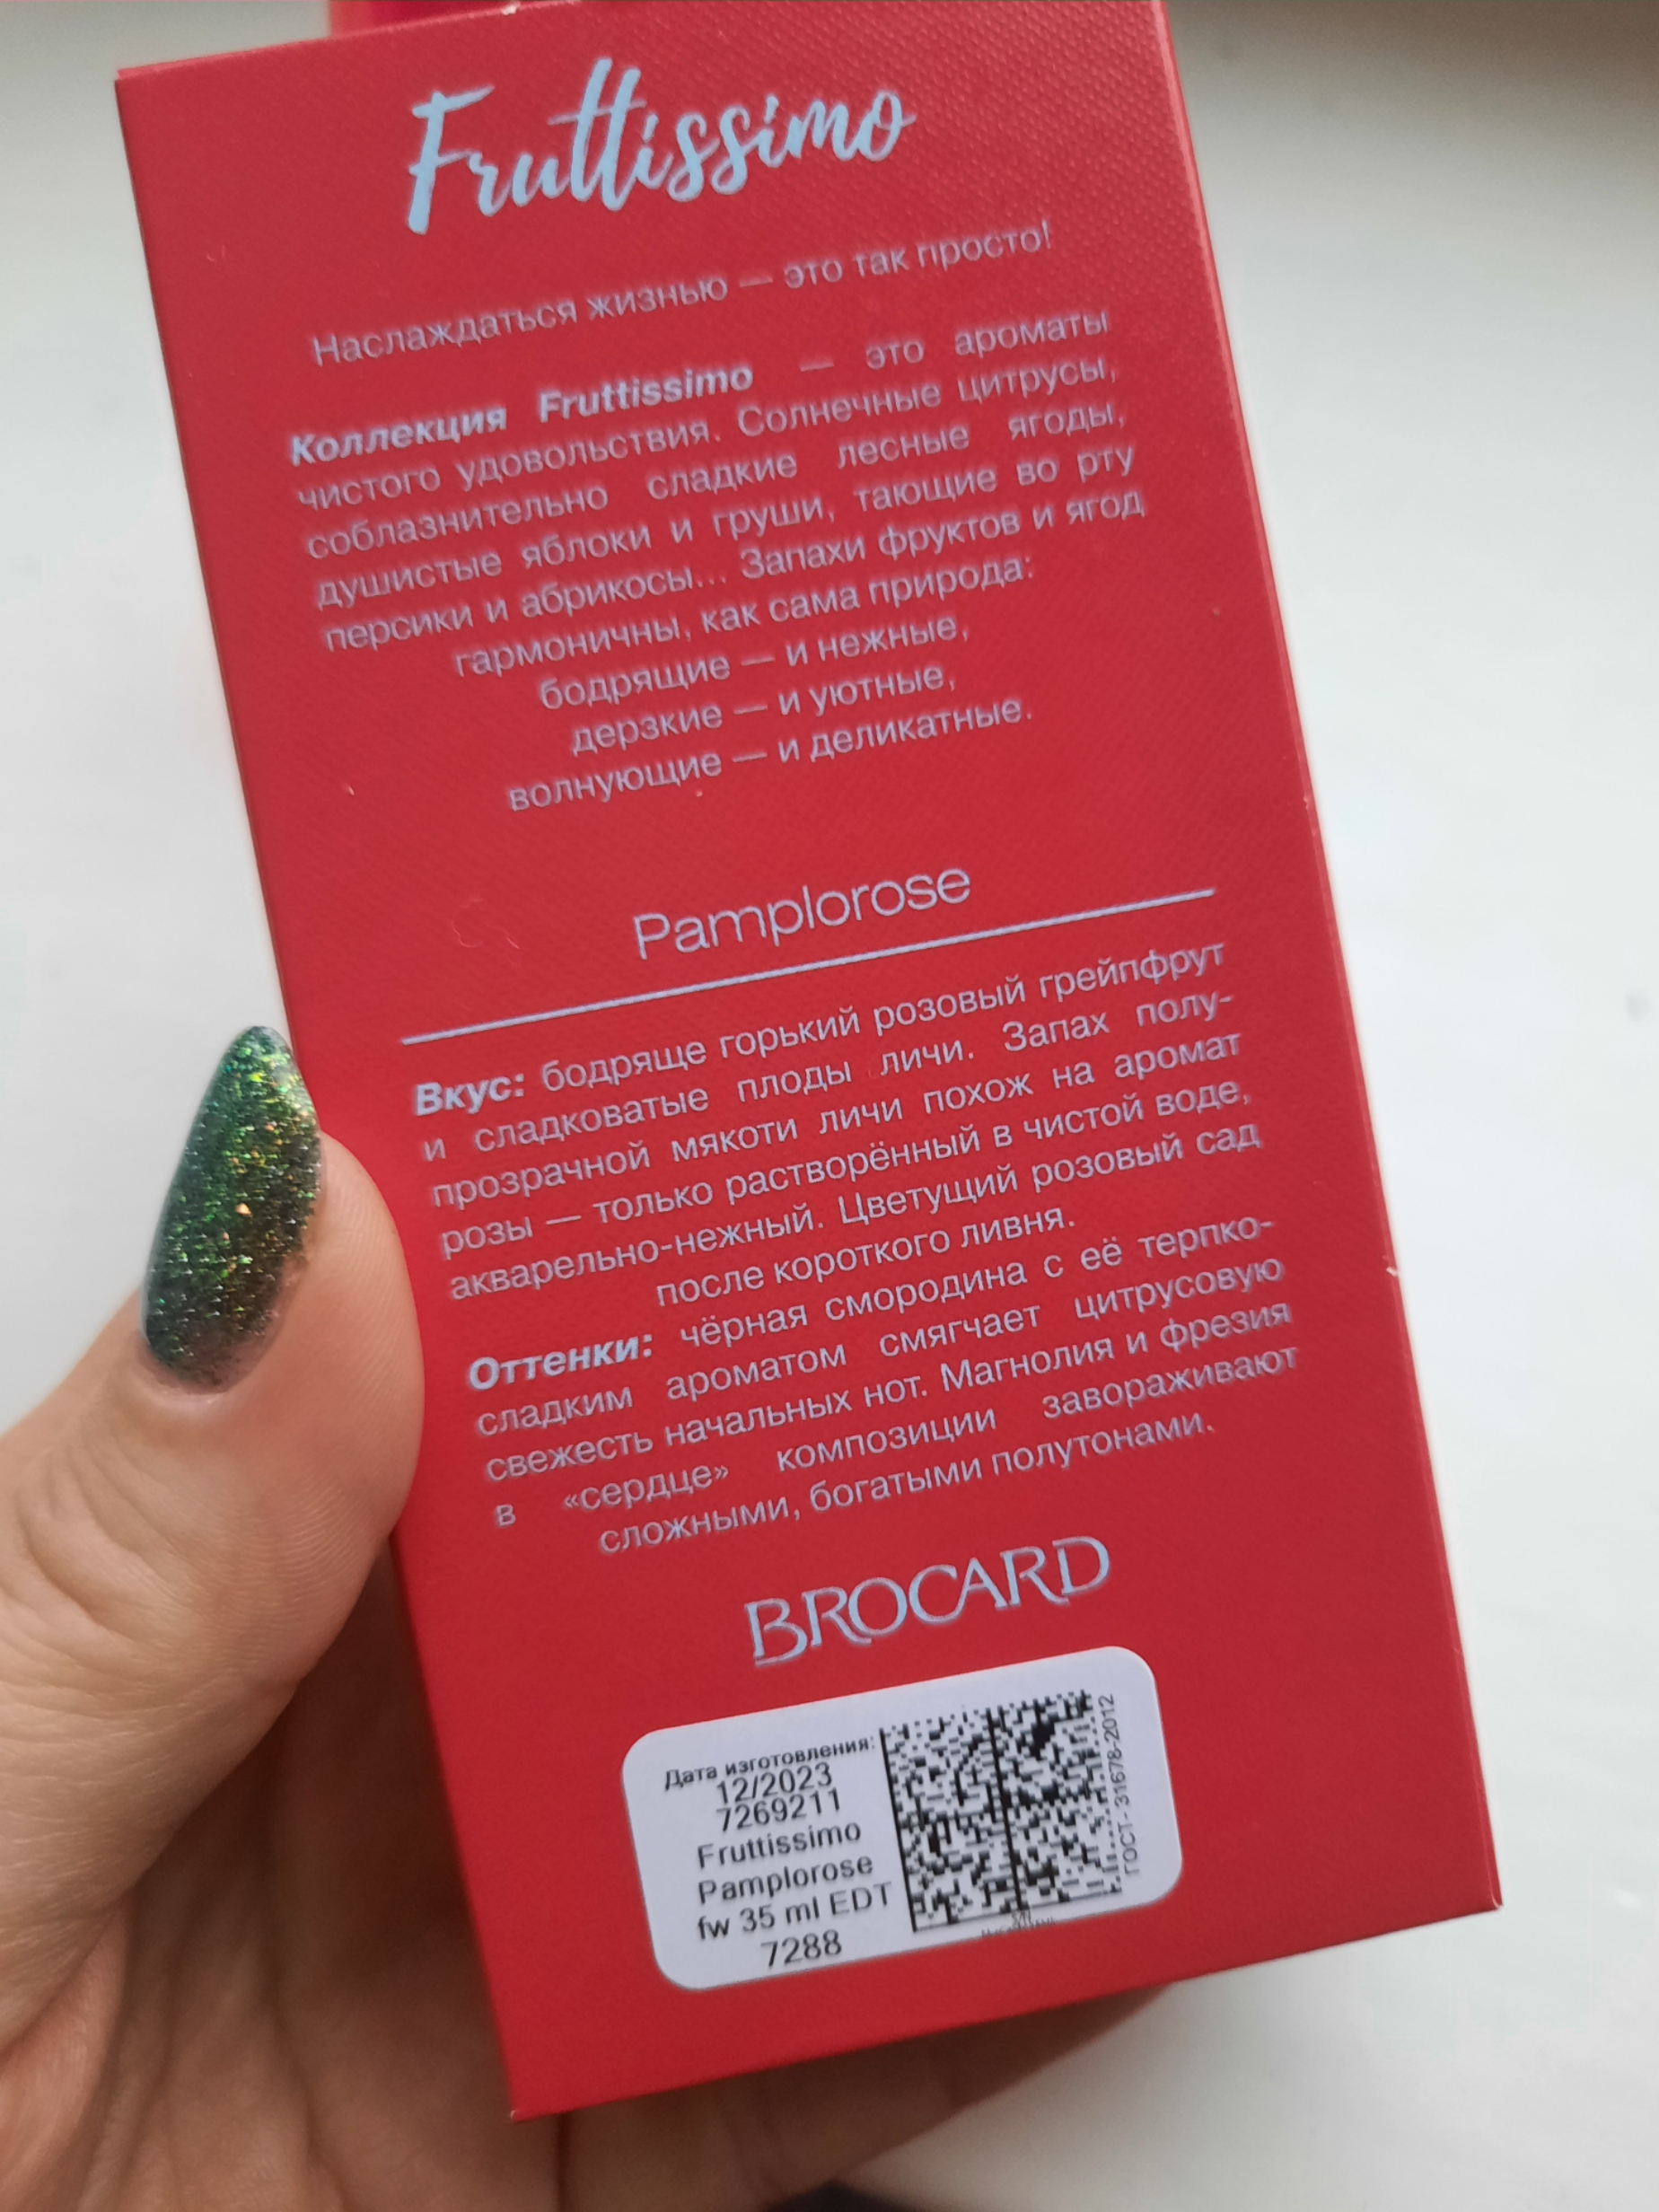 Fruttissimo
Наслаждаться жизнью — это так просто!
Коллекция Fruttissimo — это ароматы
чистого удовольствия. Солнечные цитрусы,
соблазнительно сладкие лесные ягоды,
душистые яблоки и груши, тающие во рту
персики и абрикосы... Запахи фруктов и ягод
гармоничны, как сама природа:
бодрящие — и нежные,
дерзкие — и уютные,
волнующие — и деликатные.
Pamplorose
Вкус: бодряще горький розовый грейпфрут
и сладковатые плоды личи. Запах полу-
прозрачной мякоти личи похож на аромат
розы — только растворённый в чистой воде,
акварельно-нежный. Цветущий розовый сад
после короткого ливня.
Оттенки: чёрная смородина с её терпко-
сладким ароматом смягчает цитрусовую
свежесть начальных нот. Магнолия и фрезия
в «сердце» композиции завораживают
сложными, богатыми полутонами.
BROCARD
Дата изготовления:
12/2023
7269211
Fruttissimo
Pamplorose
fw 35 ml EDT
7288
ГОСТ - 31678-2012